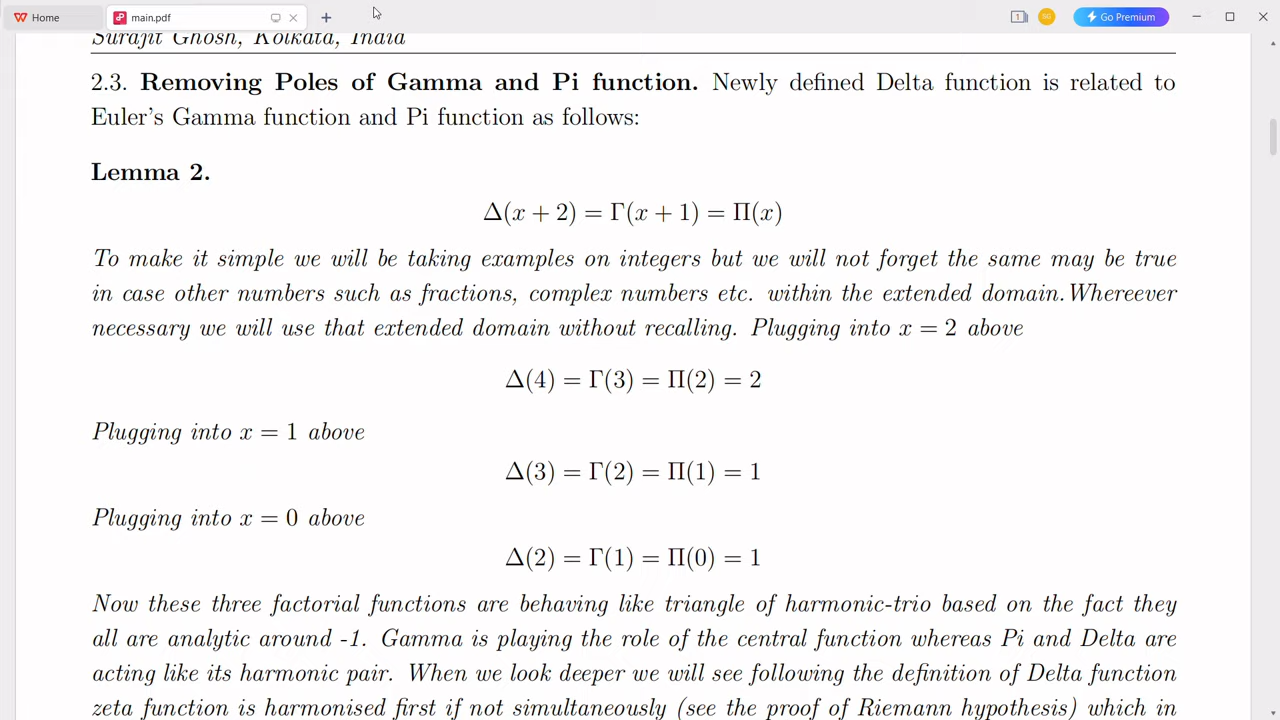 Home
main.pdf
1
SG
Go Premium
Surajit Ghosh, Kolkata, India
2.3. Removing Poles of Gamma and Pi function. Newly defined Delta function is related to
Euler's Gamma function and Pi function as follows:
Lemma 2.
Δ(x + 2) = Γ(x + 1) = Π(x)
To make it simple we will be taking examples on integers but we will not forget the same may be true
in case other numbers such as fractions, complex numbers etc. within the extended domain.Whereever
necessary we will use that extended domain without recalling. Plugging into x = 2 above
Δ(4) = Γ(3) = Π(2) = 2
Plugging into x = 1 above
Δ(3) = Γ(2) = Π(1) = 1
Plugging into x = 0 above
Δ(2) = Γ(1) = Π(0) = 1
Now these three factorial functions are behaving like triangle of harmonic-trio based on the fact they
all are analytic around -1. Gamma is playing the role of the central function whereas Pi and Delta are
acting like its harmonic pair. When we look deeper we will see following the definition of Delta function
zeta function is harmonised first if not simultaneously (see the proof of Riemann hypothesis) which in